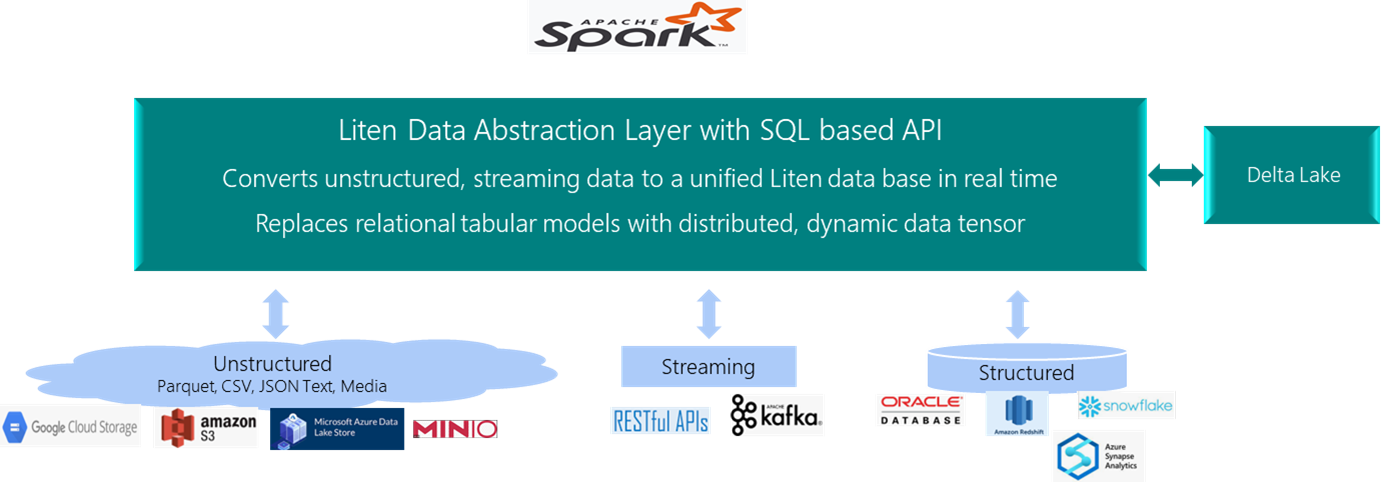 APACHE
Spark™
Liten Data Abstraction Layer with SQL based API
Converts unstructured, streaming data to a unified Liten data base in real time
Replaces relational tabular models with distributed, dynamic data tensor
Delta Lake
Unstructured
Parquet, CSV, JSON Text, Media
Google Cloud Storage
amazon
S3
Microsoft Azure Data
Lake Store
MINIO
Streaming
RESTful APIs
APACHE
kafka®
Structured
ORACLE
DATABASE
Amazon Redshift
snowflake
Azure
Synapse
Analytics